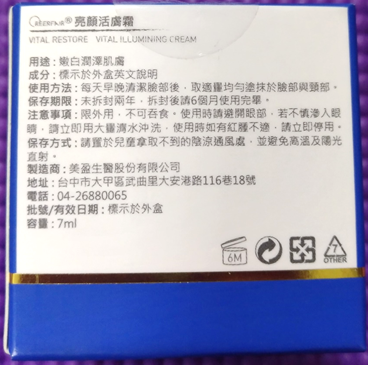 亮顏活膚霜
VITAL RESTORE VITAL ILLUMINING CREAM
用途：嫩白潤澤肌膚
成分：標示於外盒英文說明
使用方法：每天早晚清潔臉部後，取適量均勻塗抹於臉部與頸部。
保存期限：未拆封兩年，拆封後請6個月使用完畢。
注意事項：限外用，不可吞食。使用時請避開眼部，若不慎滲入眼
睛，請立即用大量清水沖洗，使用時如有紅腫不適，請立即停用。
保存方式：請置於兒童拿取不到的陰涼通風處，並避免高溫及陽光
直射。
製造商：美盈生醫股份有限公司
地址：台中市大甲區武曲里大安港路116巷18號
電話：04-26880065
批號/有效日期：標示於外盒
容量：7ml
6M
7
OTHER